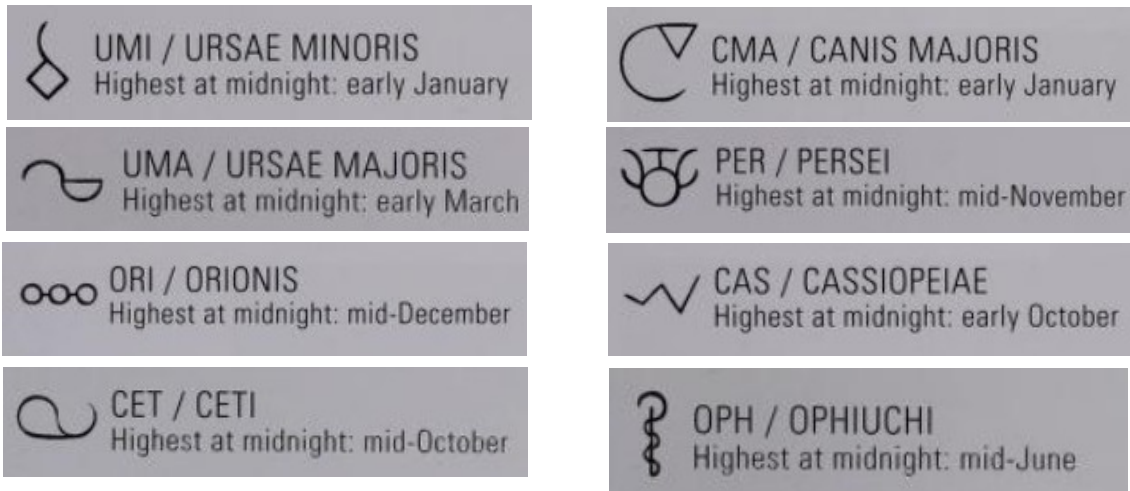 UMI / URSAE MINORIS
Highest at midnight: early January
UMA / URSAE MAJORIS
Highest at midnight: early March
ORI / ORIONIS
Highest at midnight: mid-December
CET / CETI
Highest at midnight: mid-October
CMA / CANIS MAJORIS
Highest at midnight: early January
PER / PERSEI
Highest at midnight: mid-November
CAS / CASSIOPEIAE
Highest at midnight: early October
OPH / OPHIUCHI
Highest at midnight: mid-June